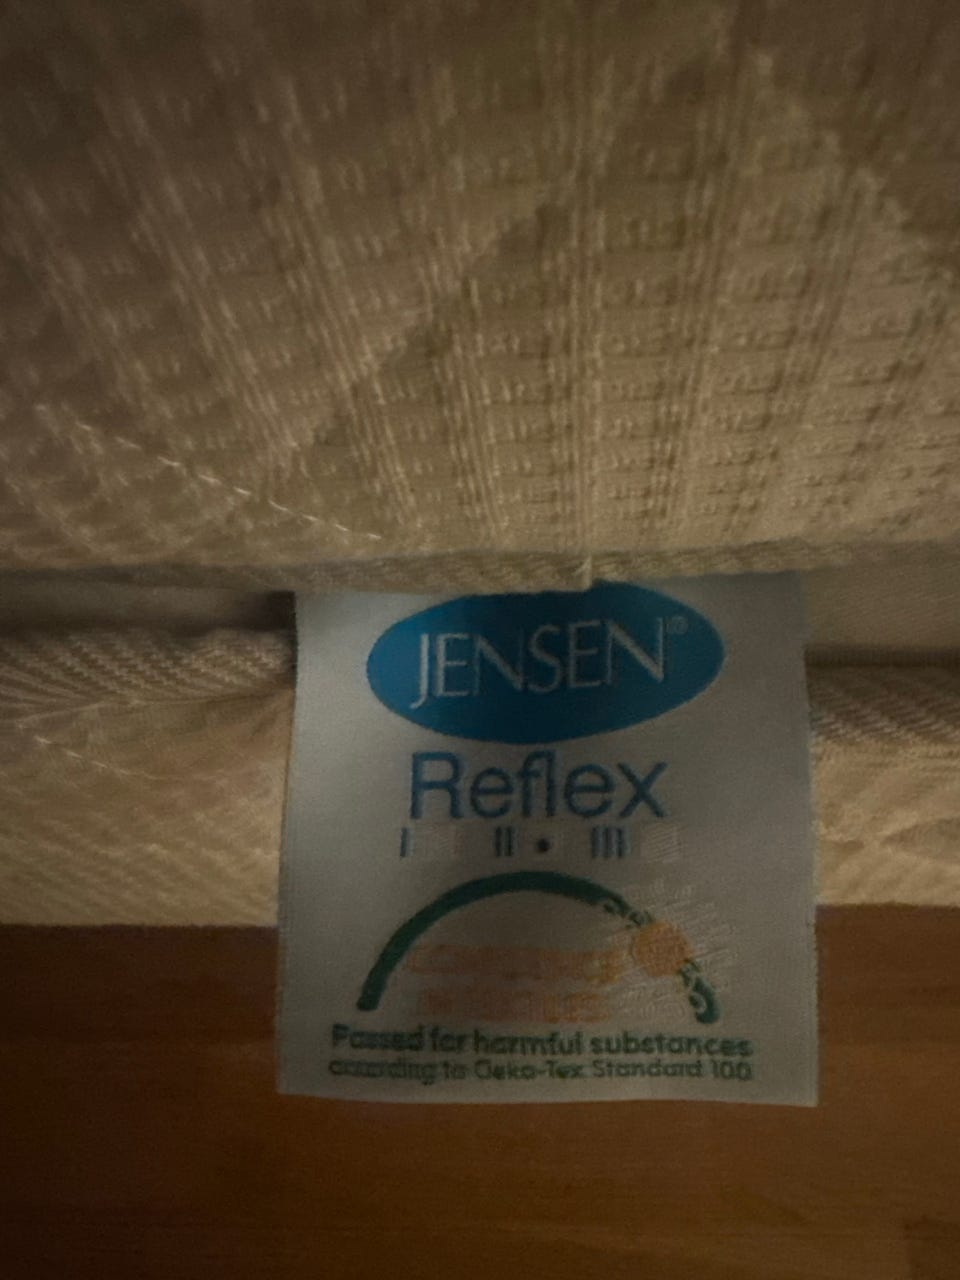 JENSEN®
Reflex
I II • III
Passed for harmful substances
according to Oeko-Tex Standard 100